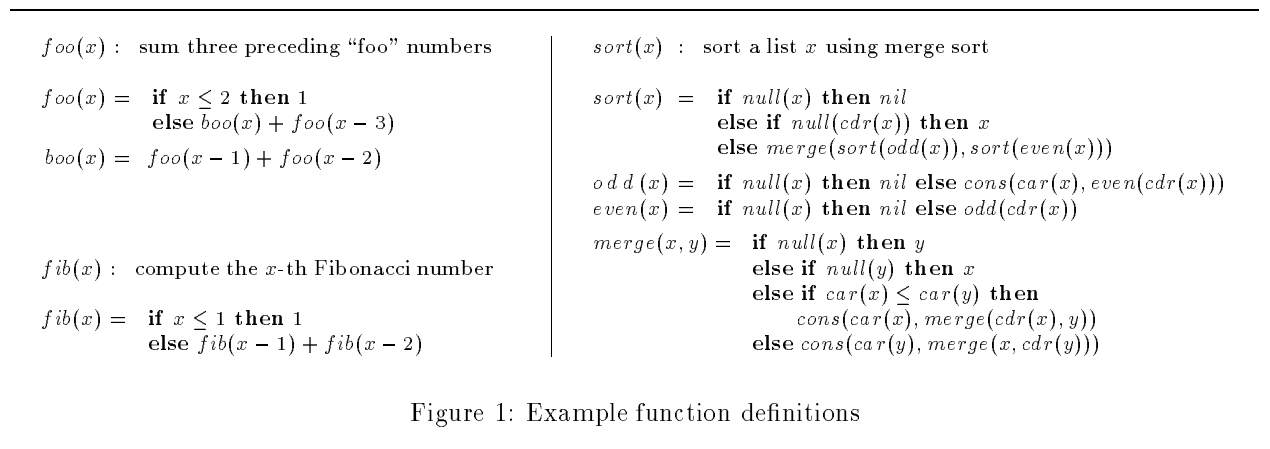 foo(x) : sum three preceding “foo” numbers
foo(x) = if x ≤ 2 then 1
else boo(x) + foo(x − 3)
boo(x) = foo(x − 1) + foo(x − 2)
fib(x) : compute the x-th Fibonacci number
fib(x) = if x ≤ 1 then 1
else fib(x − 1) + fib(x − 2)
sort(x) : sort a list x using merge sort
sort(x) = if null(x) then nil
else if null(cdr(x)) then x
else merge(sort(odd(x)), sort(even(x)))
odd(x) = if null(x) then nil else cons(car(x), even(cdr(x)))
even(x) = if null(x) then nil else odd(cdr(x))
merge(x, y) = if null(x) then y
else if null(y) then x
else if car(x) ≤ car(y) then
cons(car(x), merge(cdr(x), y))
else cons(car(y), merge(x, cdr(y)))
Figure 1: Example function definitions